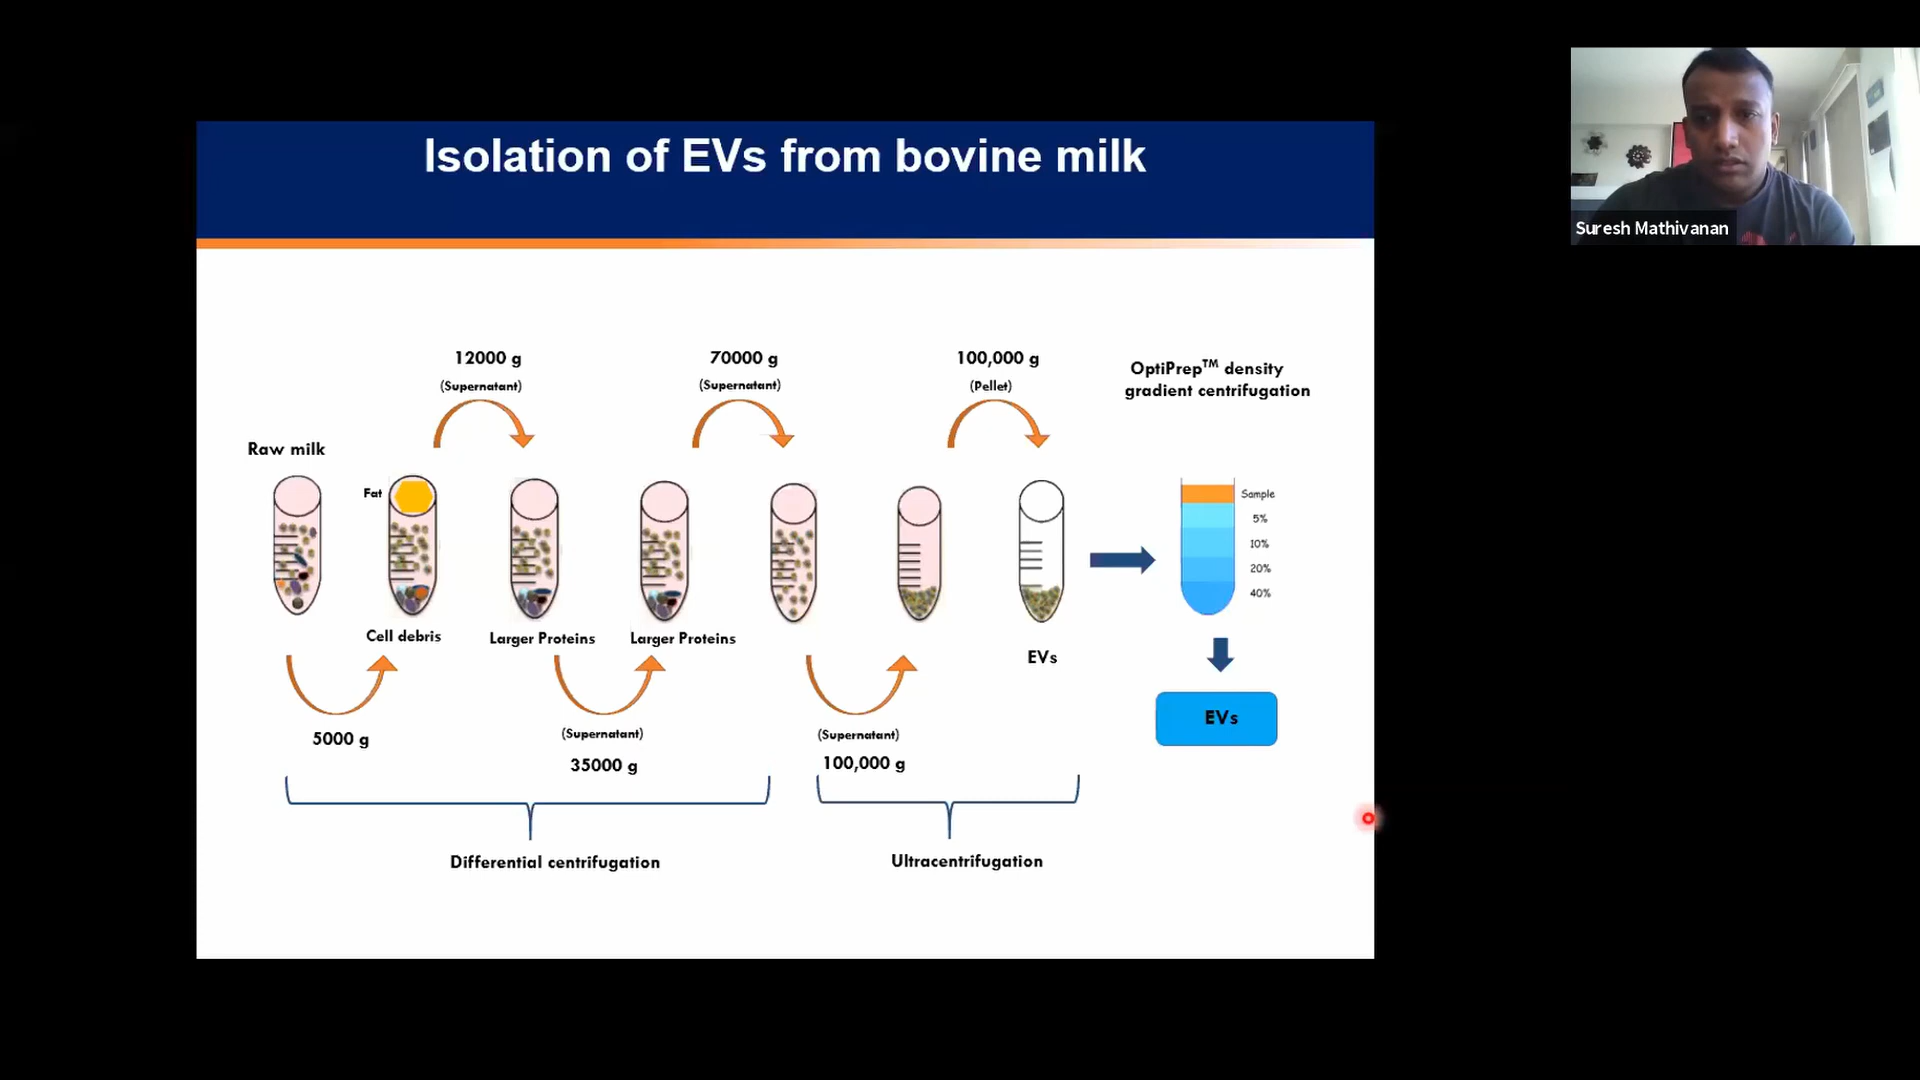 Isolation of EVs from bovine milk
Suresh Mathivanan
12000 g
(Supernatant)
70000 g
(Supernatant)
100,000 g
(Pellet)
OptiPrep™ density
gradient centrifugation
Raw milk
Fat
Sample
5%
10%
20%
40%
Cell debris
Larger Proteins
Larger Proteins
EVs
5000 g
(Supernatant)
35000 g
(Supernatant)
100,000 g
EVs
Differential centrifugation
Ultracentrifugation